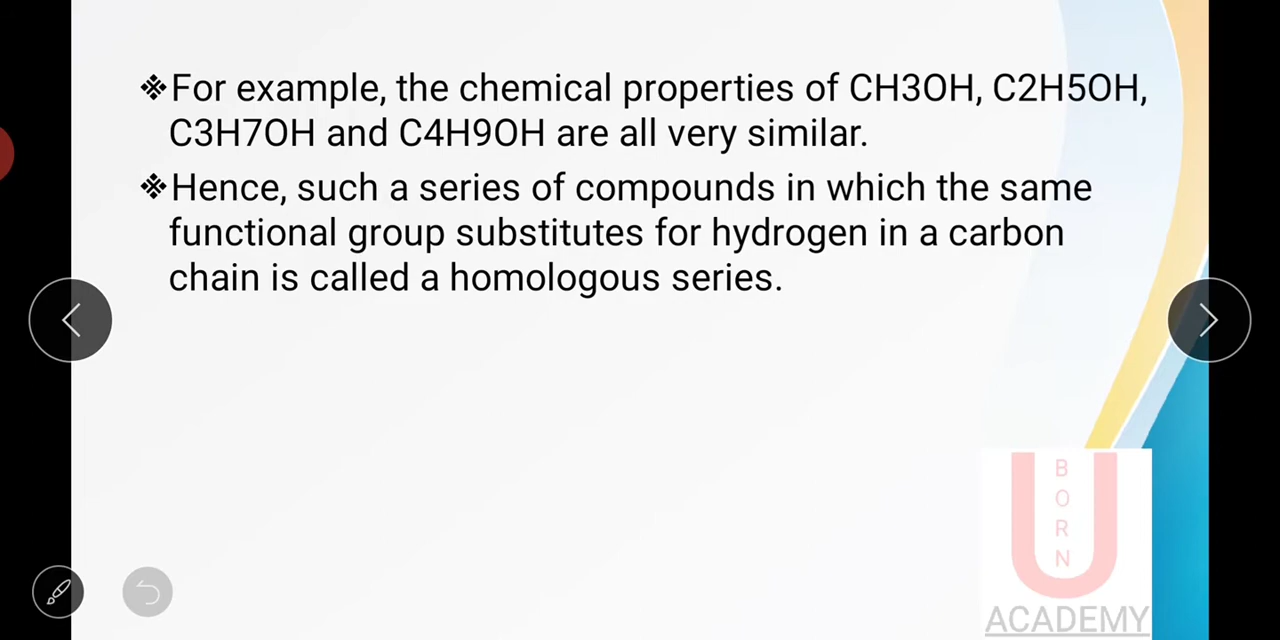 ❖For example, the chemical properties of CH3OH, C2H5OH,
C3H7OH and C4H9OH are all very similar.
❖Hence, such a series of compounds in which the same
functional group substitutes for hydrogen in a carbon
chain is called a homologous series.
U
B
O
R
N
ACADEMY